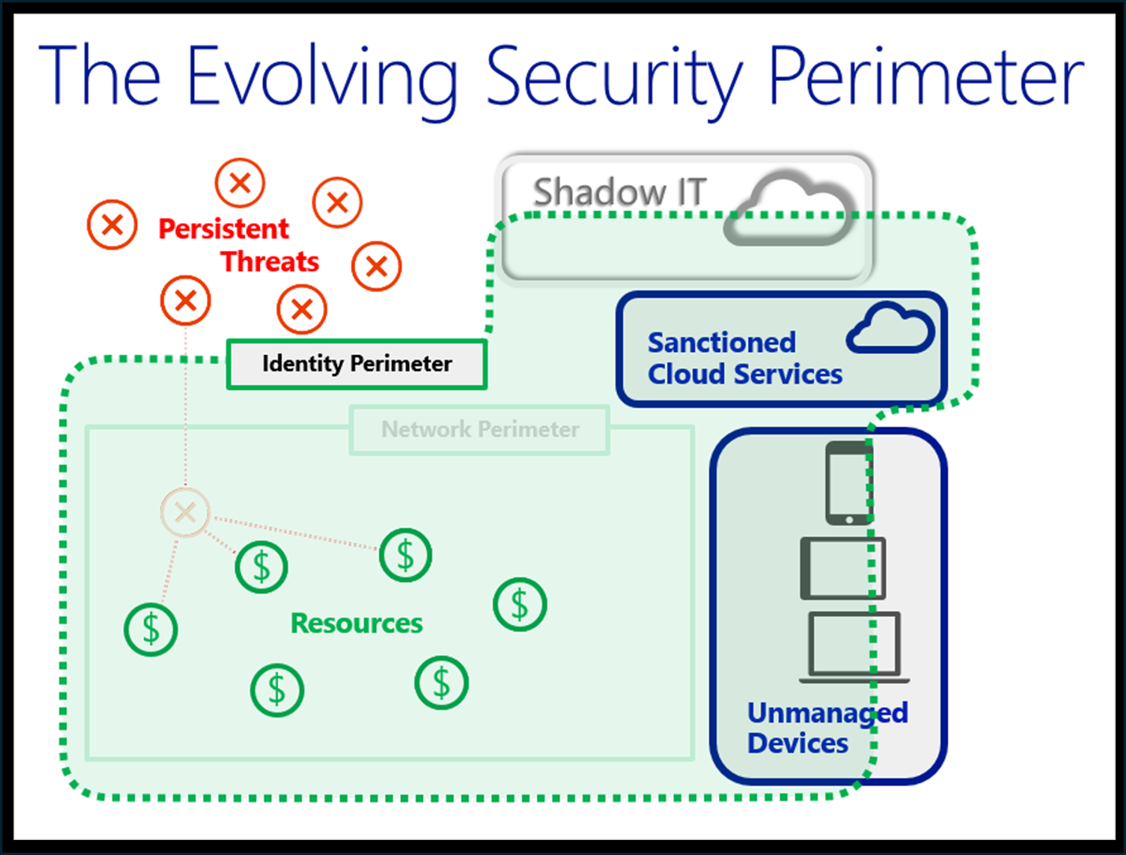 The Evolving Security Perimeter
Shadow IT
Persistent
Threats
Sanctioned
Cloud Services
Identity Perimeter
Network Perimeter
$
$
$
Resources
$
$
$
Unmanaged
Devices